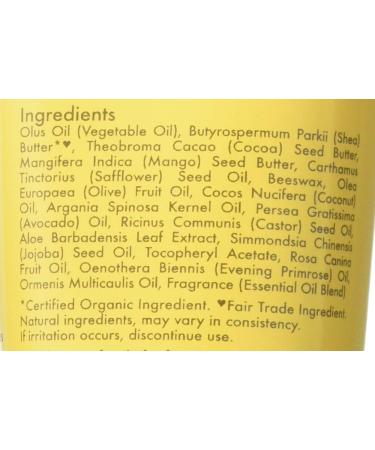 Ingredients
Olus Oil (Vegetable Oil), Butyrospermum Parkii (Shea)
Butter*♥, Theobroma Cacao (Cocoa) Seed Butter,
Mangifera Indica (Mango) Seed Butter, Carthamus
Tinctorius (Safflower) Seed Oil, Beeswax, Olea
Europaea (Olive) Fruit Oil, Cocos Nucifera (Coconut)
Oil, Argania Spinosa Kernel Oil, Persea Gratissima
(Avocado) Oil, Ricinus Communis (Castor) Seed Oil,
Aloe Barbadensis Leaf Extract, Simmondsia Chinensis
(Jojoba) Seed Oil, Tocopheryl Acetate, Rosa Canina
Fruit Oil, Oenothera Biennis (Evening Primrose) Oil,
Ormenis Multicaulis Oil, Fragrance (Essential Oil Blend)
*Certified Organic Ingredient. ♥Fair Trade Ingredient.
Natural ingredients, may vary in consistency.
If irritation occurs, discontinue use.